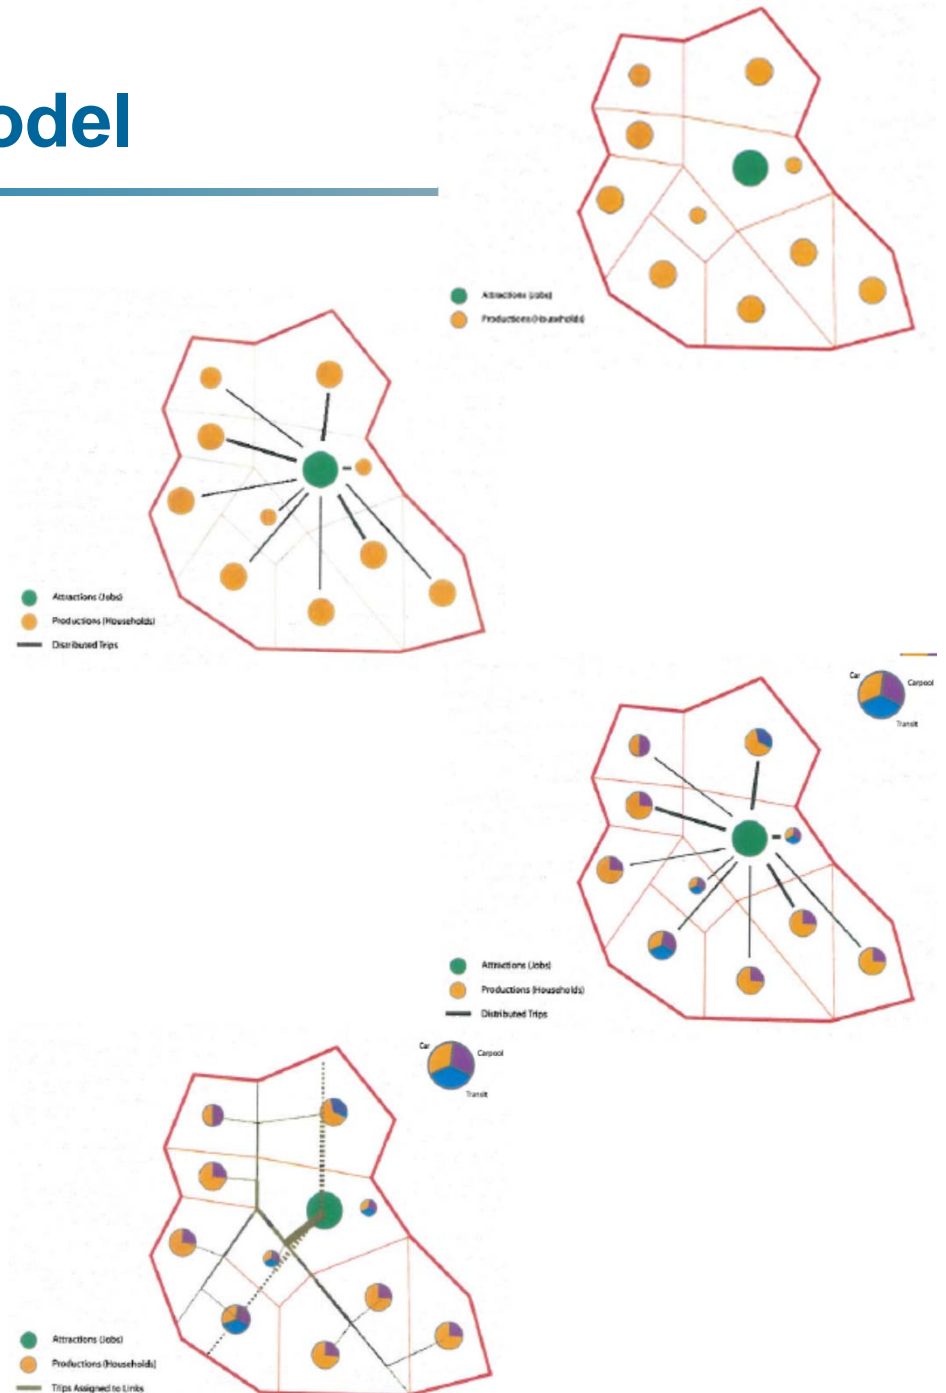 odel
Attractions (Jobs)
Productions (Households)
Attractions (Jobs)
Productions (Households)
Distributed Trips
Car
Carpool
Transit
Attractions (Jobs)
Productions (Households)
Distributed Trips
Car
Carpool
Transit
Attractions (Jobs)
Productions (Households)
Trips Assigned to Links